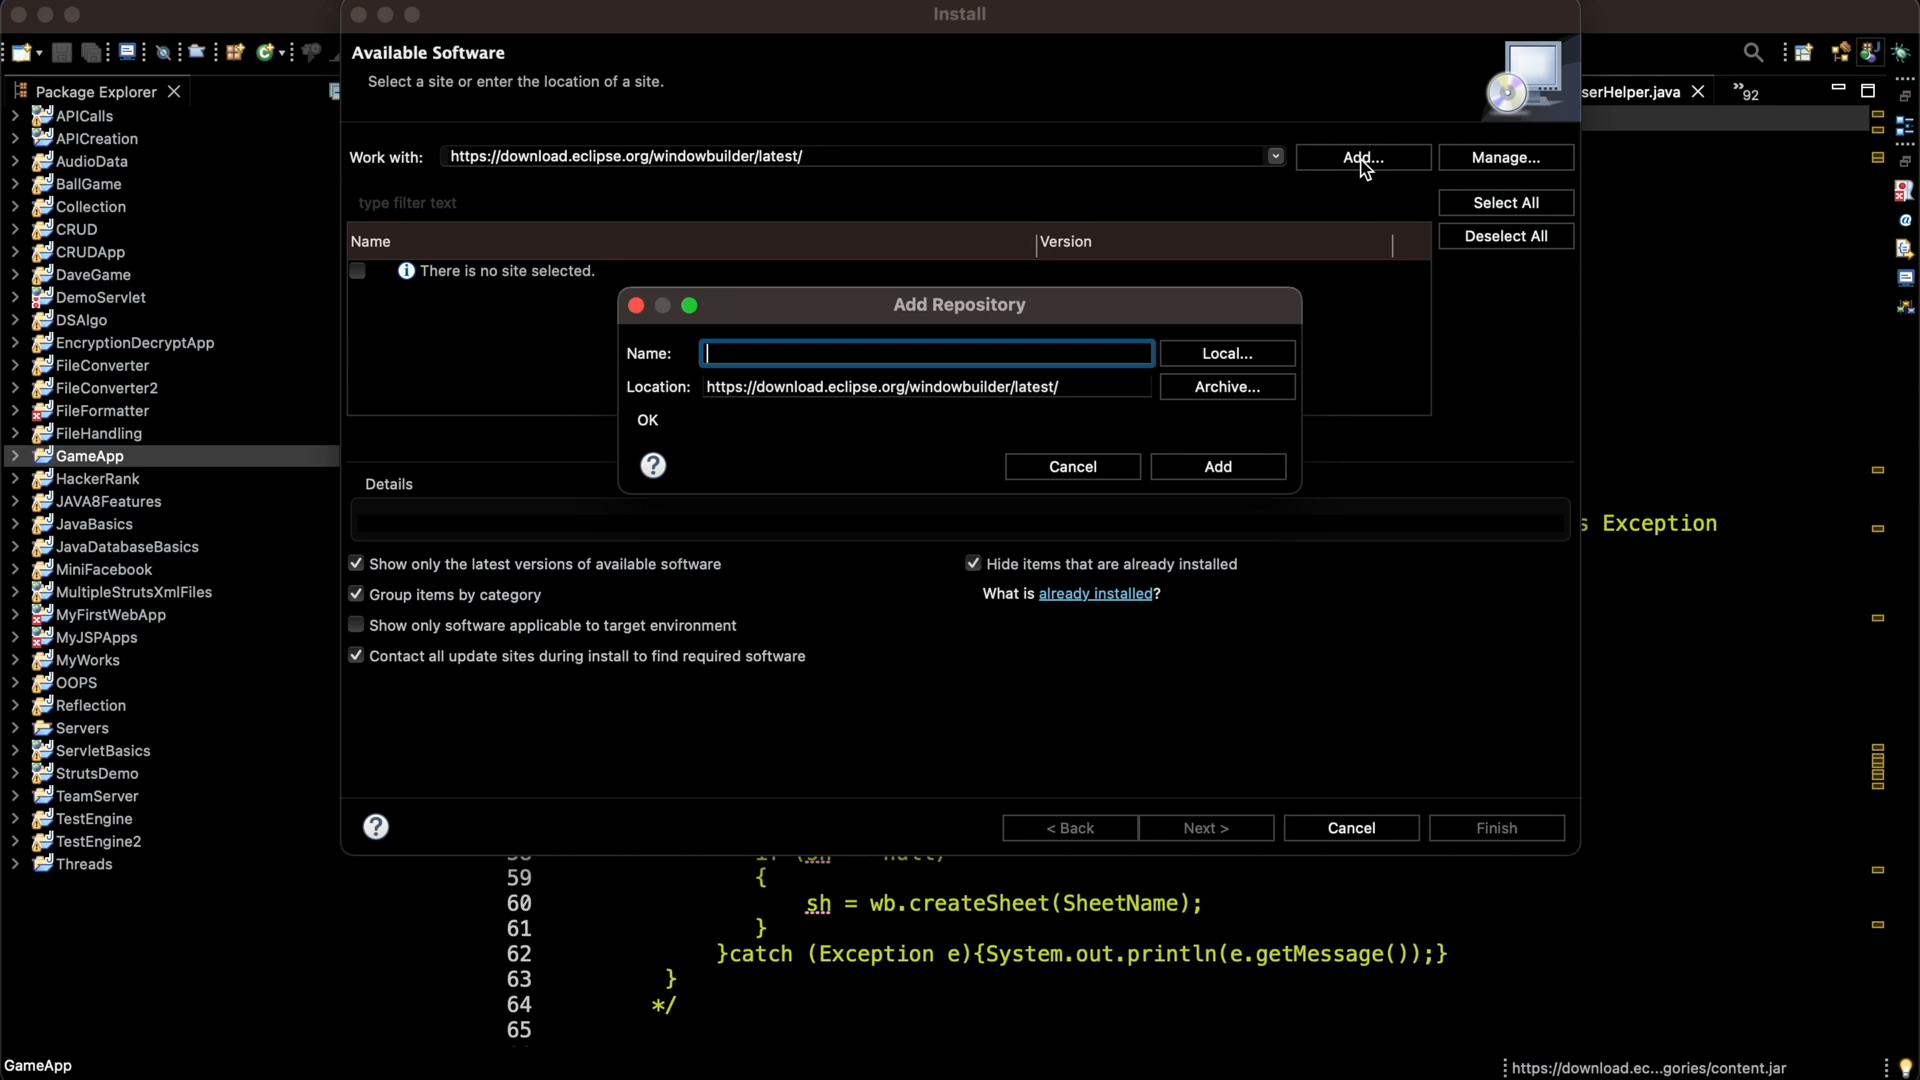 Install
Available Software
Select a site or enter the location of a site.
Package Explorer
serHelper.java
»92
APICalls
APICreation
AudioData
BallGame
Collection
CRUD
CRUDApp
DaveGame
DemoServlet
DSAlgo
EncryptionDecryptApp
FileConverter
FileConverter2
FileFormatter
FileHandling
GameApp
HackerRank
JAVA8Features
JavaBasics
JavaDatabaseBasics
MiniFacebook
MultipleStrutsXmlFiles
MyFirstWebApp
MyJSPApps
MyWorks
OOPS
Reflection
Servers
ServletBasics
StrutsDemo
TeamServer
TestEngine
TestEngine2
Threads
Work with: https://download.eclipse.org/windowbuilder/latest/ Add... Manage...
type filter text Select All
Name Version Deselect All
There is no site selected.
Add Repository
Name: Local...
Location: https://download.eclipse.org/windowbuilder/latest/ Archive...
OK
? Cancel Add
Details
Show only the latest versions of available software Hide items that are already installed
Group items by category What is already installed?
Show only software applicable to target environment
Contact all update sites during install to find required software
? < Back Next > Cancel Finish
s Exception
59 {
60 sh = wb.createSheet(SheetName);
61 }
62 }catch (Exception e){System.out.println(e.getMessage());}
63 }
64 */
65
GameApp https://download.ec...gories/content.jar